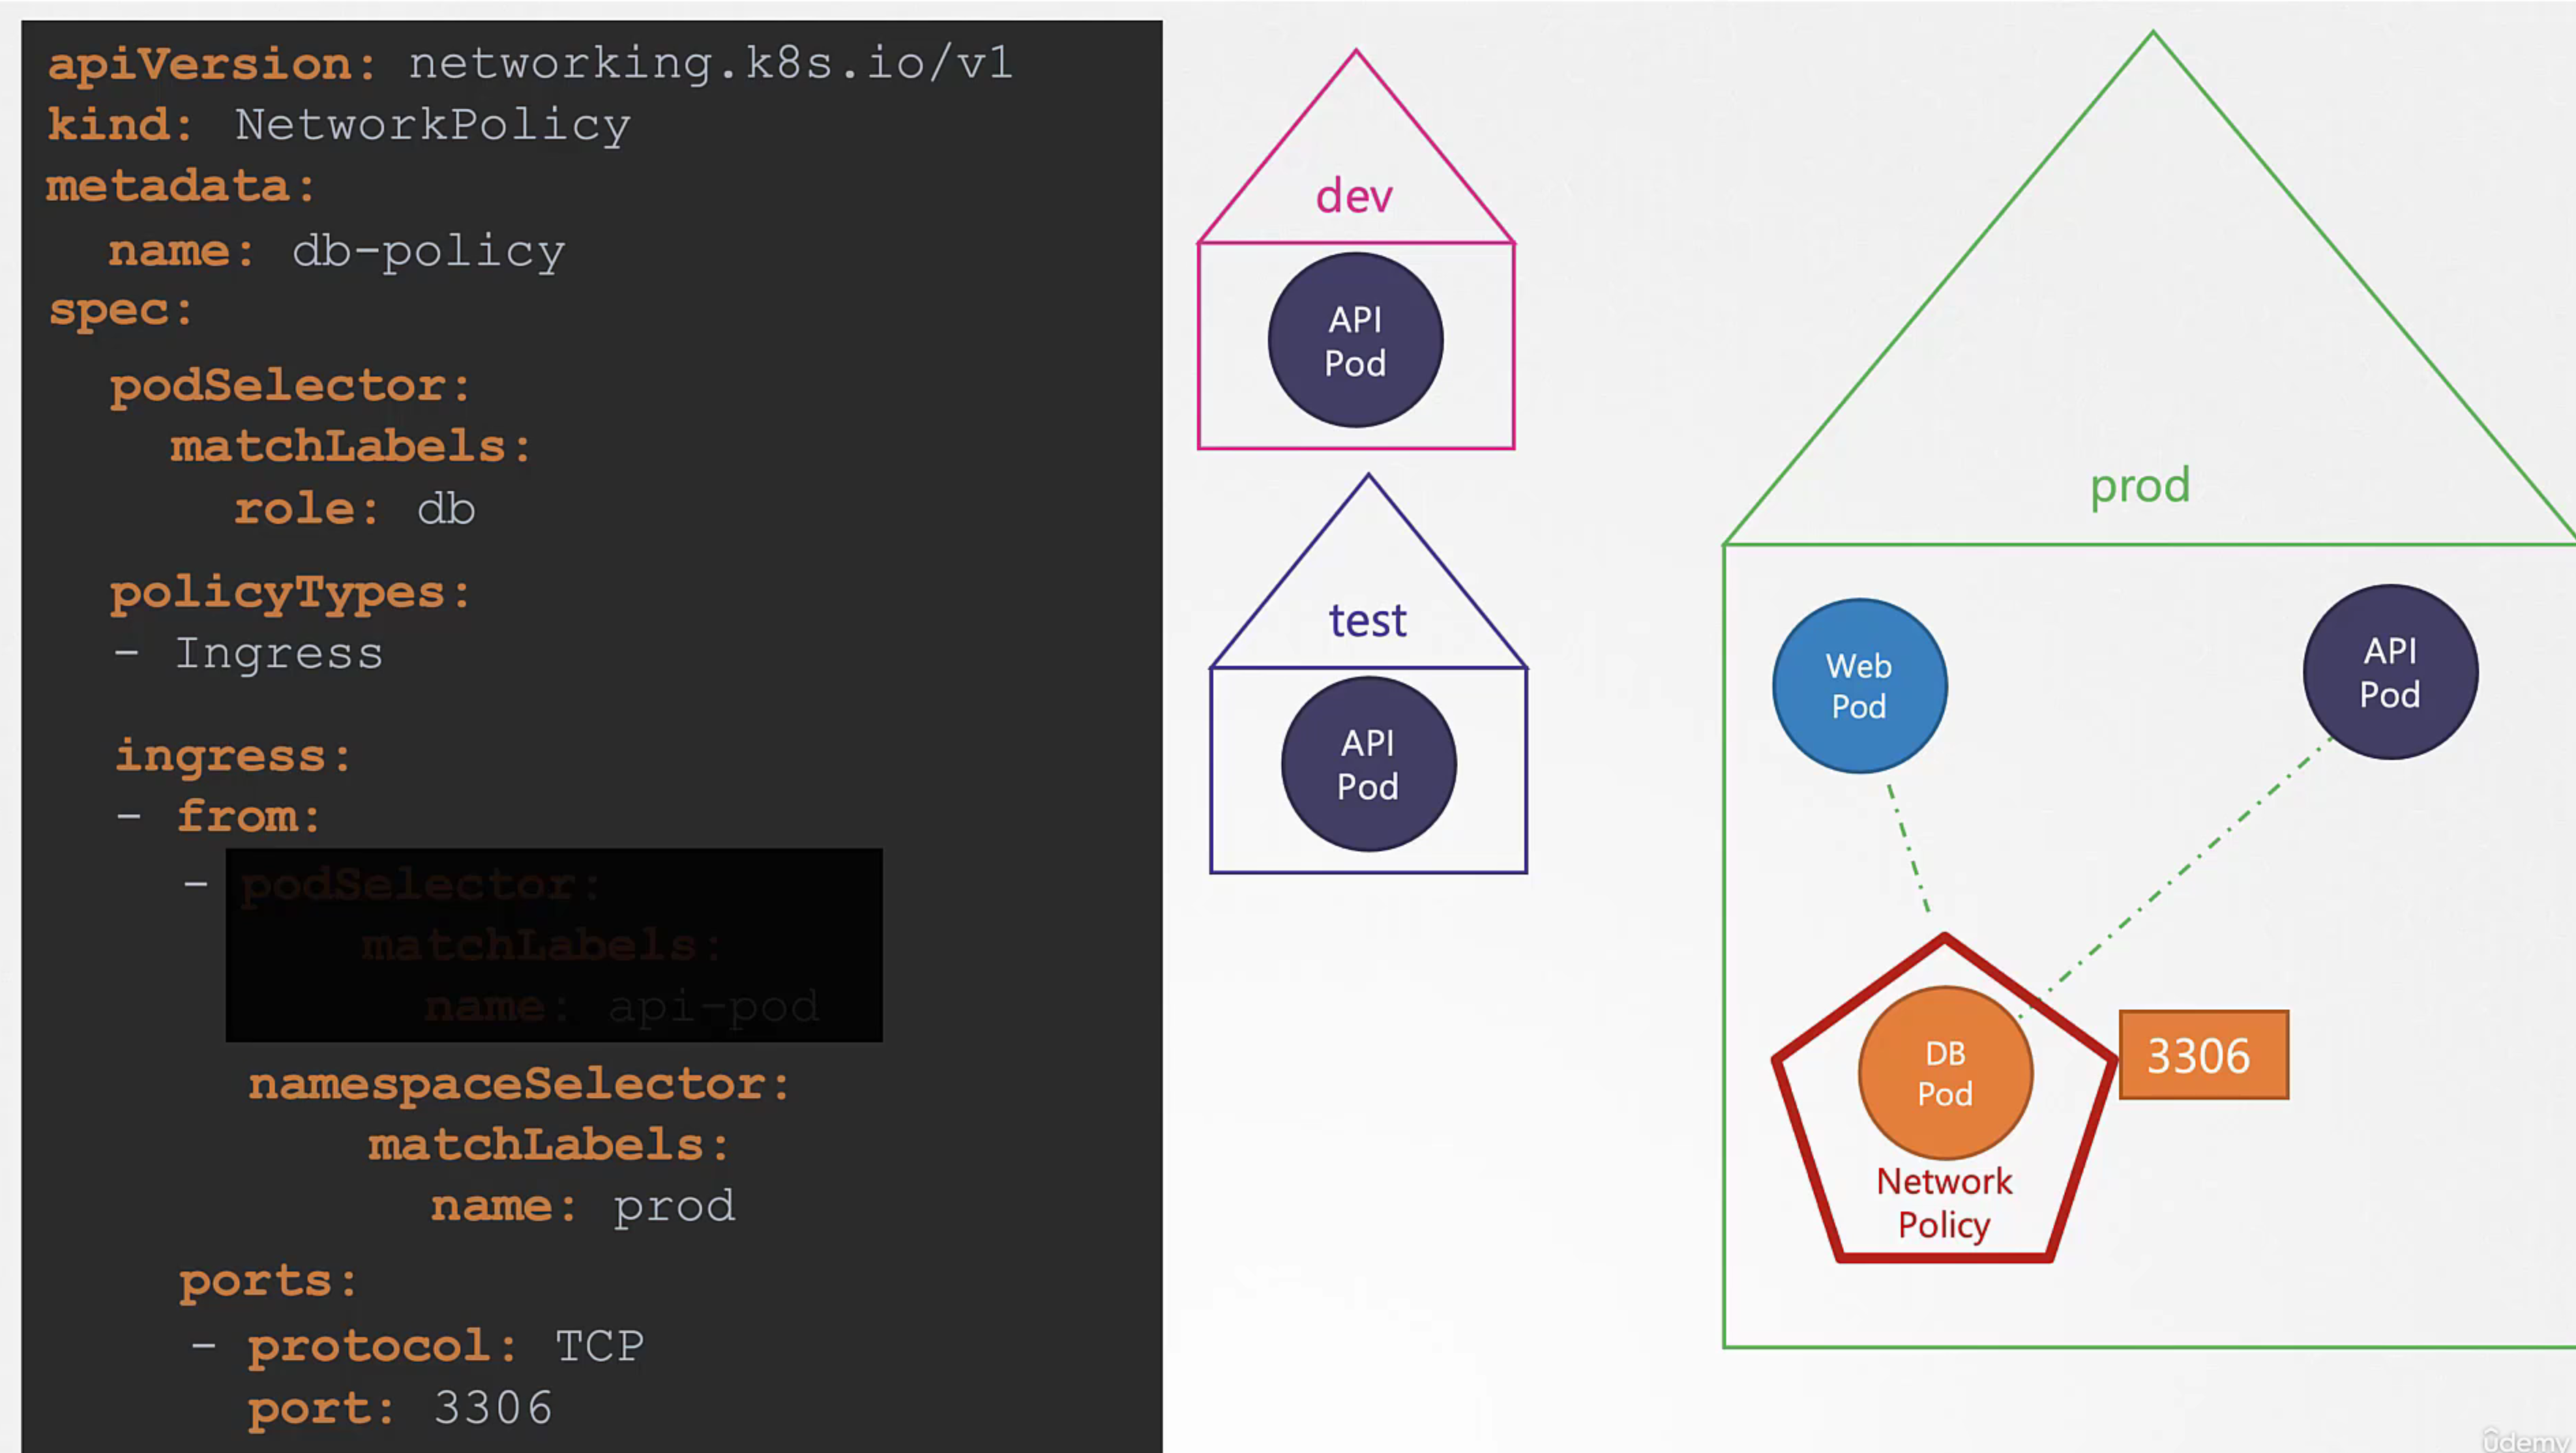 apiVersion: networking.k8s.io/v1
kind: NetworkPolicy
metadata:
name: db-policy
spec:
podSelector:
matchLabels:
role: db
policyTypes:
- Ingress
ingress:
- from:
- podSelector:
matchLabels:
name: api-pod
namespaceSelector:
matchLabels:
name: prod
ports:
- protocol: TCP
port: 3306
dev
API
Pod
test
API
Pod
prod
Web
Pod
API
Pod
DB
Pod
3306
Network
Policy
ûdemy